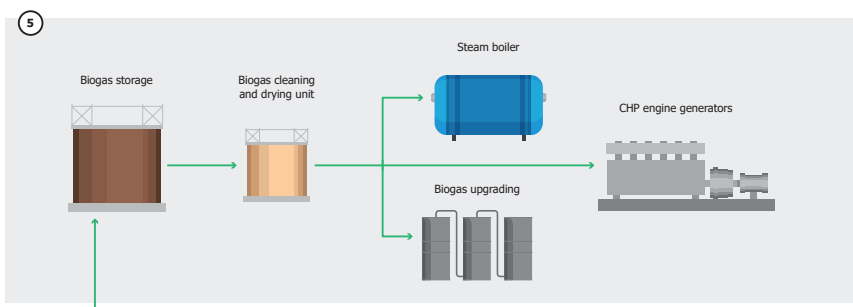 5
Steam boiler
Biogas storage
Biogas cleaning
and drying unit
CHP engine generators
Biogas upgrading